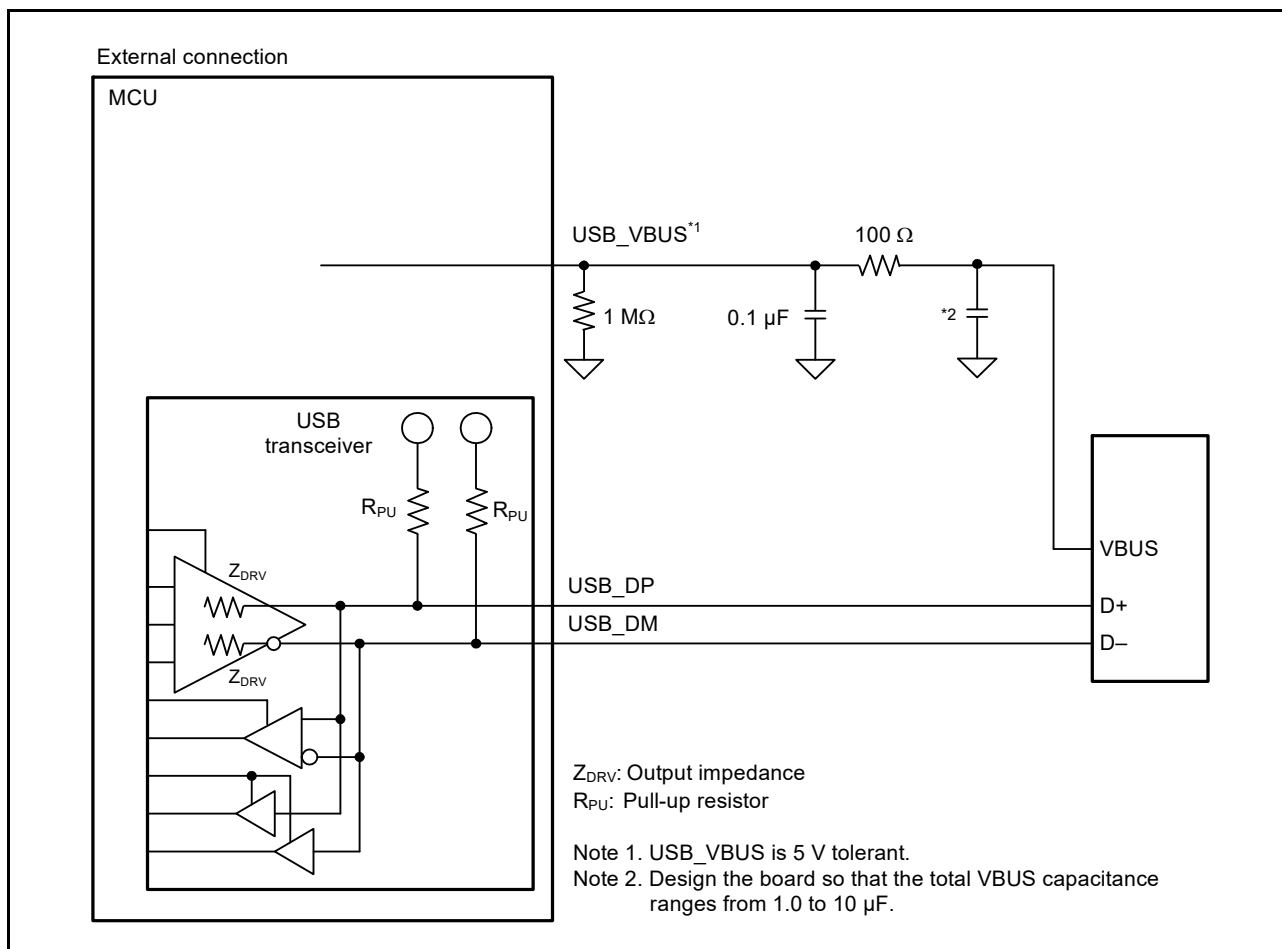 External connection
MCU
USB_VBUS*1
100 Ω
1 MΩ
0.1 µF
*2
USB
transceiver
RPU
RPU
VBUS
ZDRV
USB_DP
D+
USB_DM
D–
ZDRV
ZDRV: Output impedance
RPU: Pull-up resistor
Note 1. USB_VBUS is 5 V tolerant.
Note 2. Design the board so that the total VBUS capacitance
ranges from 1.0 to 10 µF.